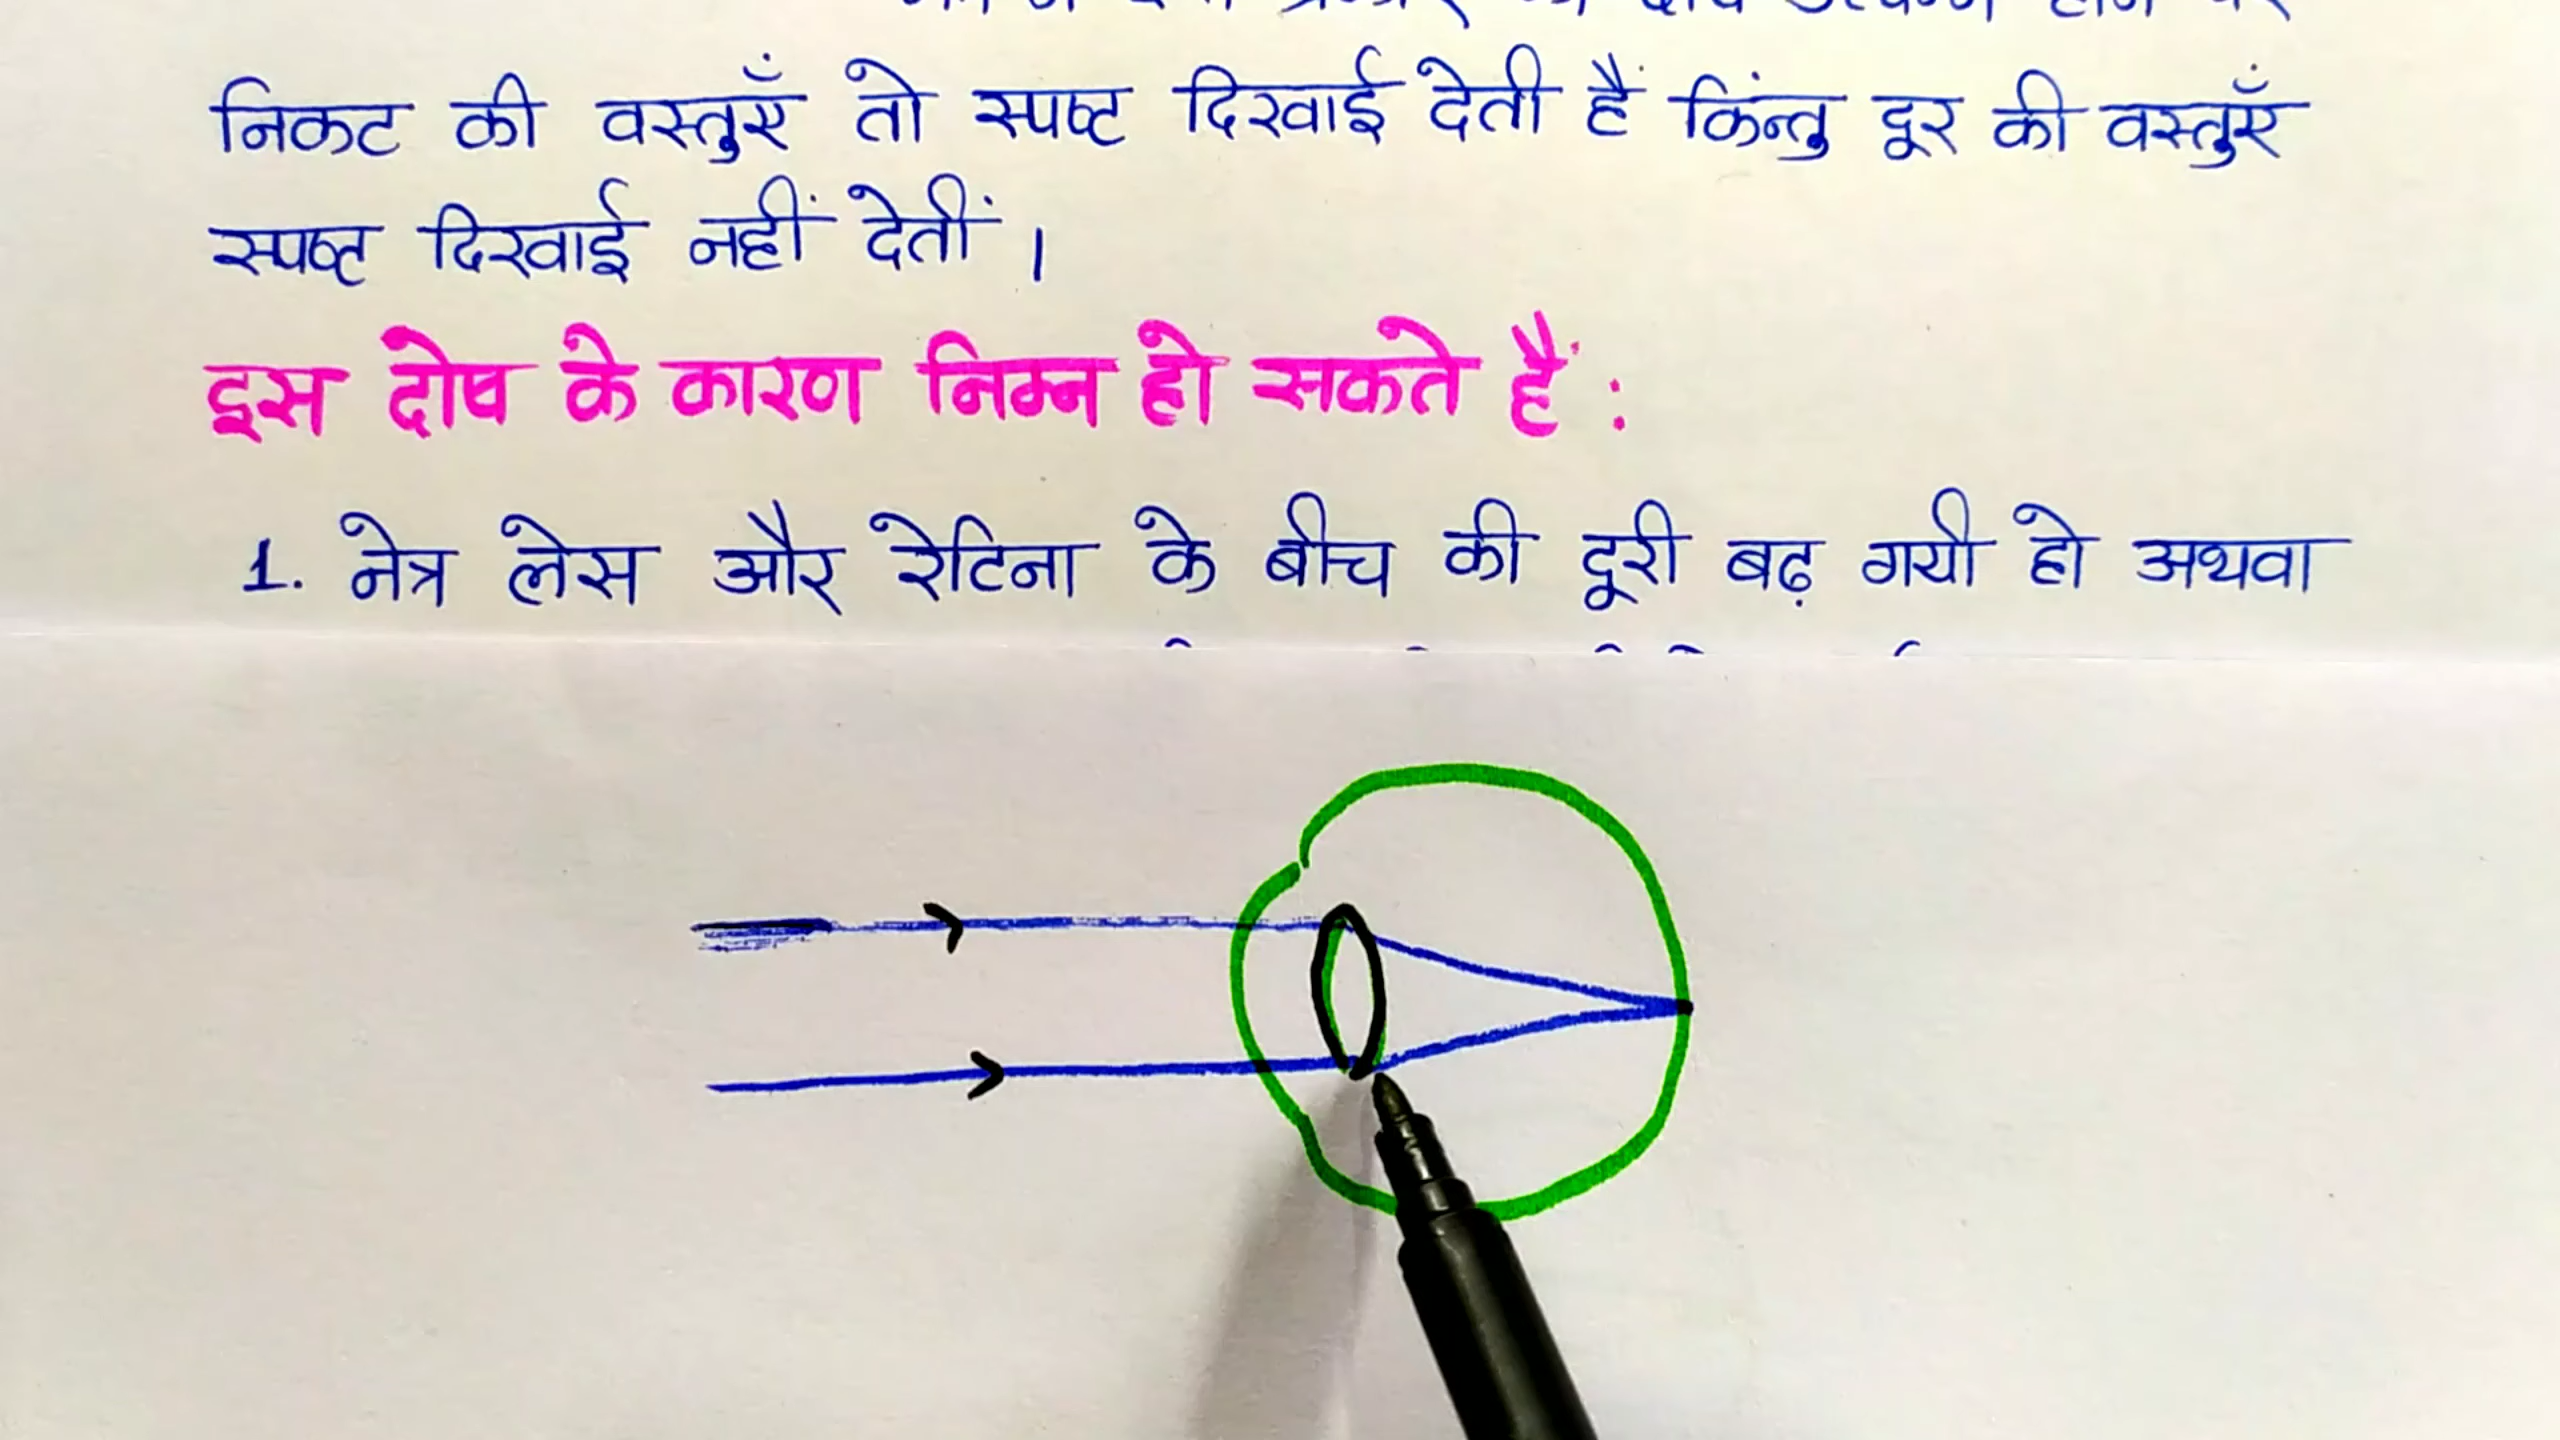 निकट की वस्तुएँ तो स्पष्ट दिखाई देती हैं किंन्तु दूर की वस्तुएँ
स्पष्ट दिखाई नहीं देतीं ।
इस दोष के कारण निम्न हो सकते हैं :
1. नेत्र लेंस और रेटिना के बीच की दूरी बढ़ गयी हो अथवा